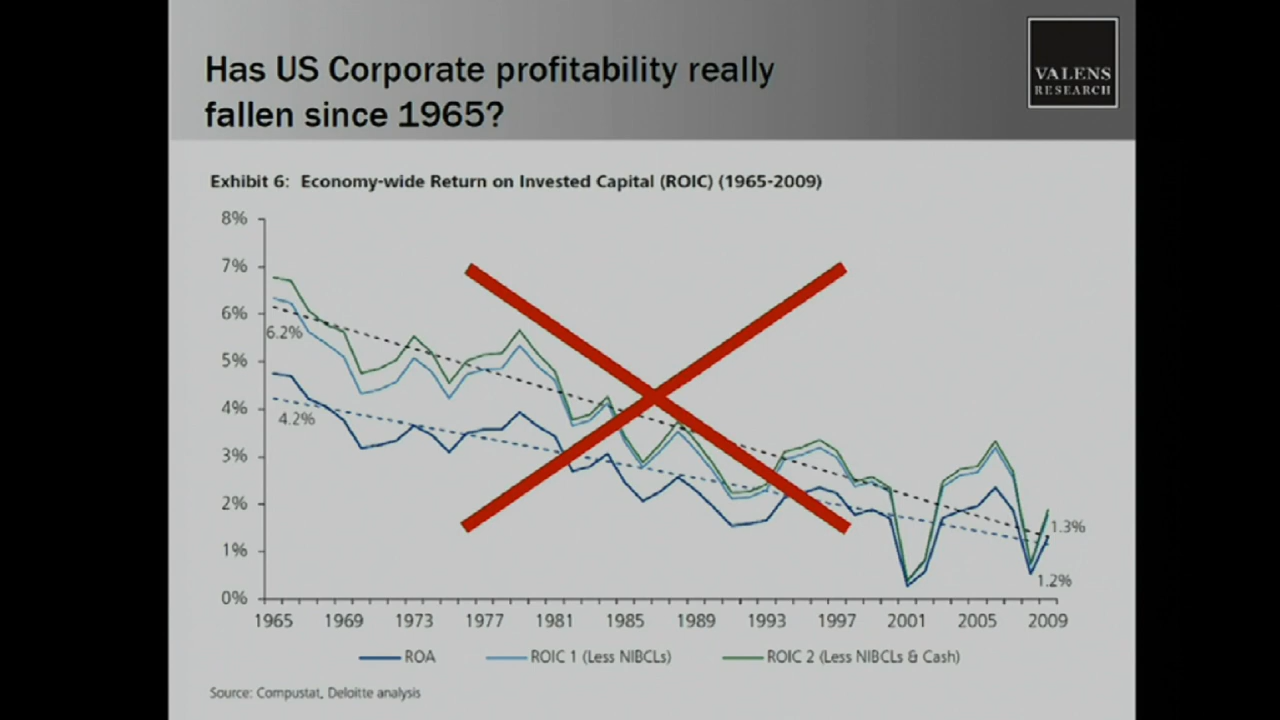 Has US Corporate profitability really
fallen since 1965?
VALENS
RESEARCH
Exhibit 6: Economy-wide Return on Invested Capital (ROIC) (1965-2009)
8%
7%
6%
5%
4%
3%
2%
1%
0%
6.2%
4.2%
1.3%
1.2%
1965 1969 1973 1977 1981 1985 1989 1993 1997 2001 2005 2009
ROA ROIC 1 (Less NIBCLs) ROIC 2 (Less NIBCLs & Cash)
Source: Compustat, Deloitte analysis